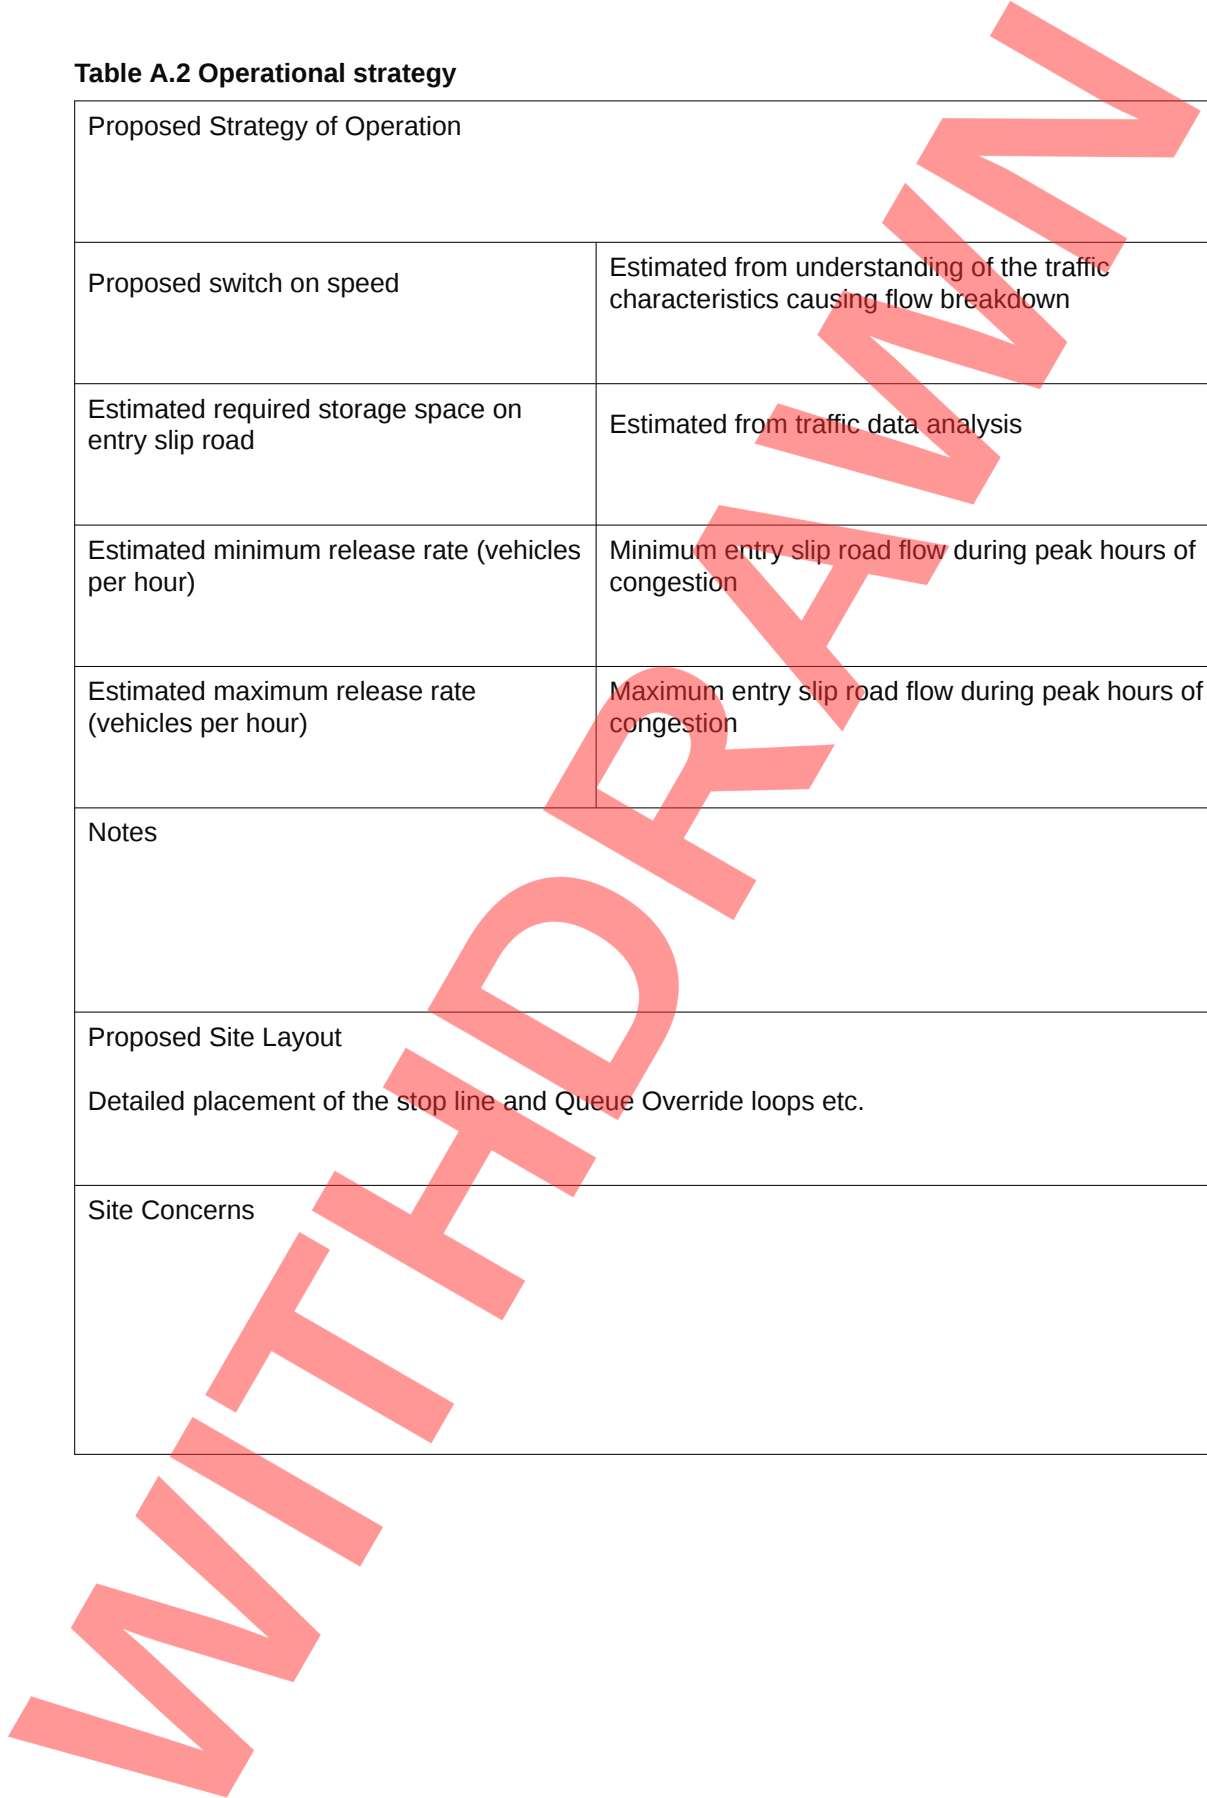 Table A.2 Operational strategy
Proposed Strategy of Operation
Proposed switch on speed
Estimated from understanding of the traffic
characteristics causing flow breakdown
Estimated required storage space on
entry slip road
Estimated from traffic data analysis
Estimated minimum release rate (vehicles
per hour)
Minimum entry slip road flow during peak hours of
congestion
Estimated maximum release rate
(vehicles per hour)
Maximum entry slip road flow during peak hours of
congestion
Notes
Proposed Site Layout
Detailed placement of the stop line and Queue Override loops etc.
Site Concerns
WITHDRAWN